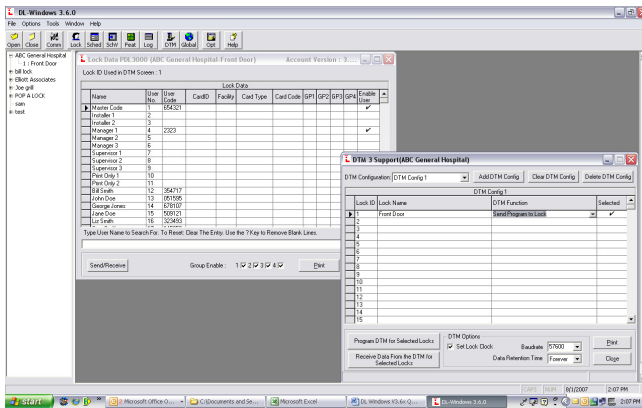 DL-Windows 3.6.0
File Options Tools Window Help
Open Close Comm Lock Sched SchW Feat Log DTM Global Opt Help
ABC General Hospital
1 / Front Door
bill lock
Elliott Associates
Joe grill
POP A LOCK
sam
test
Lock Data PDL3000 (ABC General Hospital-Front Door) Account Version : 3....
Lock ID Used in DTM Screen : 1
Lock Data
Name User No. User Code CardID Facility Card Type Card Code GP1 GP2 GP3 GP4 Enable User
Master Code 1 654321 ✔
Installer 1 2
Installer 2 3
Manager 1 4 2323 ✔
Manager 2 5
Manager 3 6
Supervisor 1 7
Supervisor 2 8
Supervisor 3 9
Print Only 1 10
Print Only 2 11
Bill Smith 12 354717
John Doe 13 051595
George Jones 14 678107
Jane Doe 15 509121
Liz Smith 16 323493
Type User Name to Search For. To Reset: Clear The Entry. Use the ? Key to Remove Blank Lines.
Send/Receive Group Enable : 1 2 3 4 Print
DTM 3 Support(ABC General Hospital)
DTM Configuration: DTM Config 1 Add DTM Config Clear DTM Config Delete DTM Config
DTM Config 1
Lock ID Lock Name DTM Function Selected
1 Front Door Send Program to Lock ✔
2
3
4
5
6
7
8
9
10
11
12
13
14
15
Program DTM for Selected Locks
Receive Data From the DTM for Selected Locks
DTM Options
Set Lock Clock Baudrate 57600
Data Retention Time Forever
Print
Close
CAPS NUM 8/1/2007 2:07 PM
start
Microsoft Office O...
C:\Documents and Se...
Microsoft Excel
DL Windows V3.6x Q...
DL-Windows 3.6.0
2:07 PM